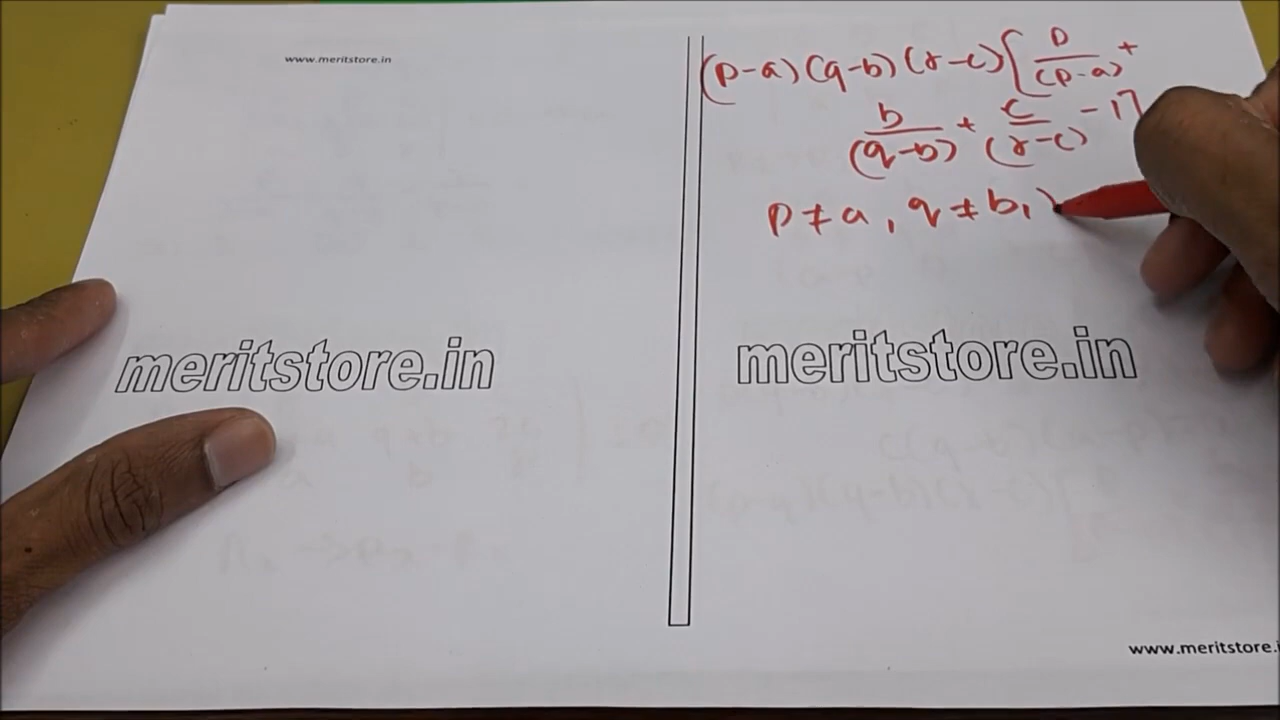 www.meritstore.in
(p-a)(q-b)(r-c)[p/(p-a) +
b/(q-b) + c/(r-c) - 1]
p ≠ a, q ≠ b,
meritstore.in
meritstore.in
www.meritstore.i